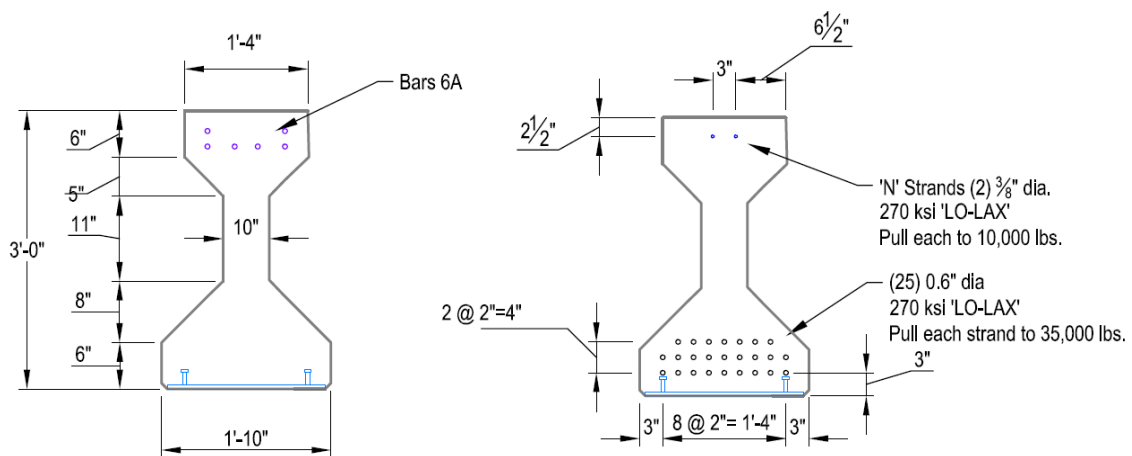 1'-4"
Bars 6A
6"
5"
11"
3'-0"
10"
8"
6"
1'-10"
6½"
3"
2½"
'N' Strands (2) ⅜" dia.
270 ksi 'LO-LAX'
Pull each to 10,000 lbs.
(25) 0.6" dia
270 ksi 'LO-LAX'
Pull each strand to 35,000 lbs.
2 @ 2"=4"
3"
3"
8 @ 2"= 1'-4"
3"